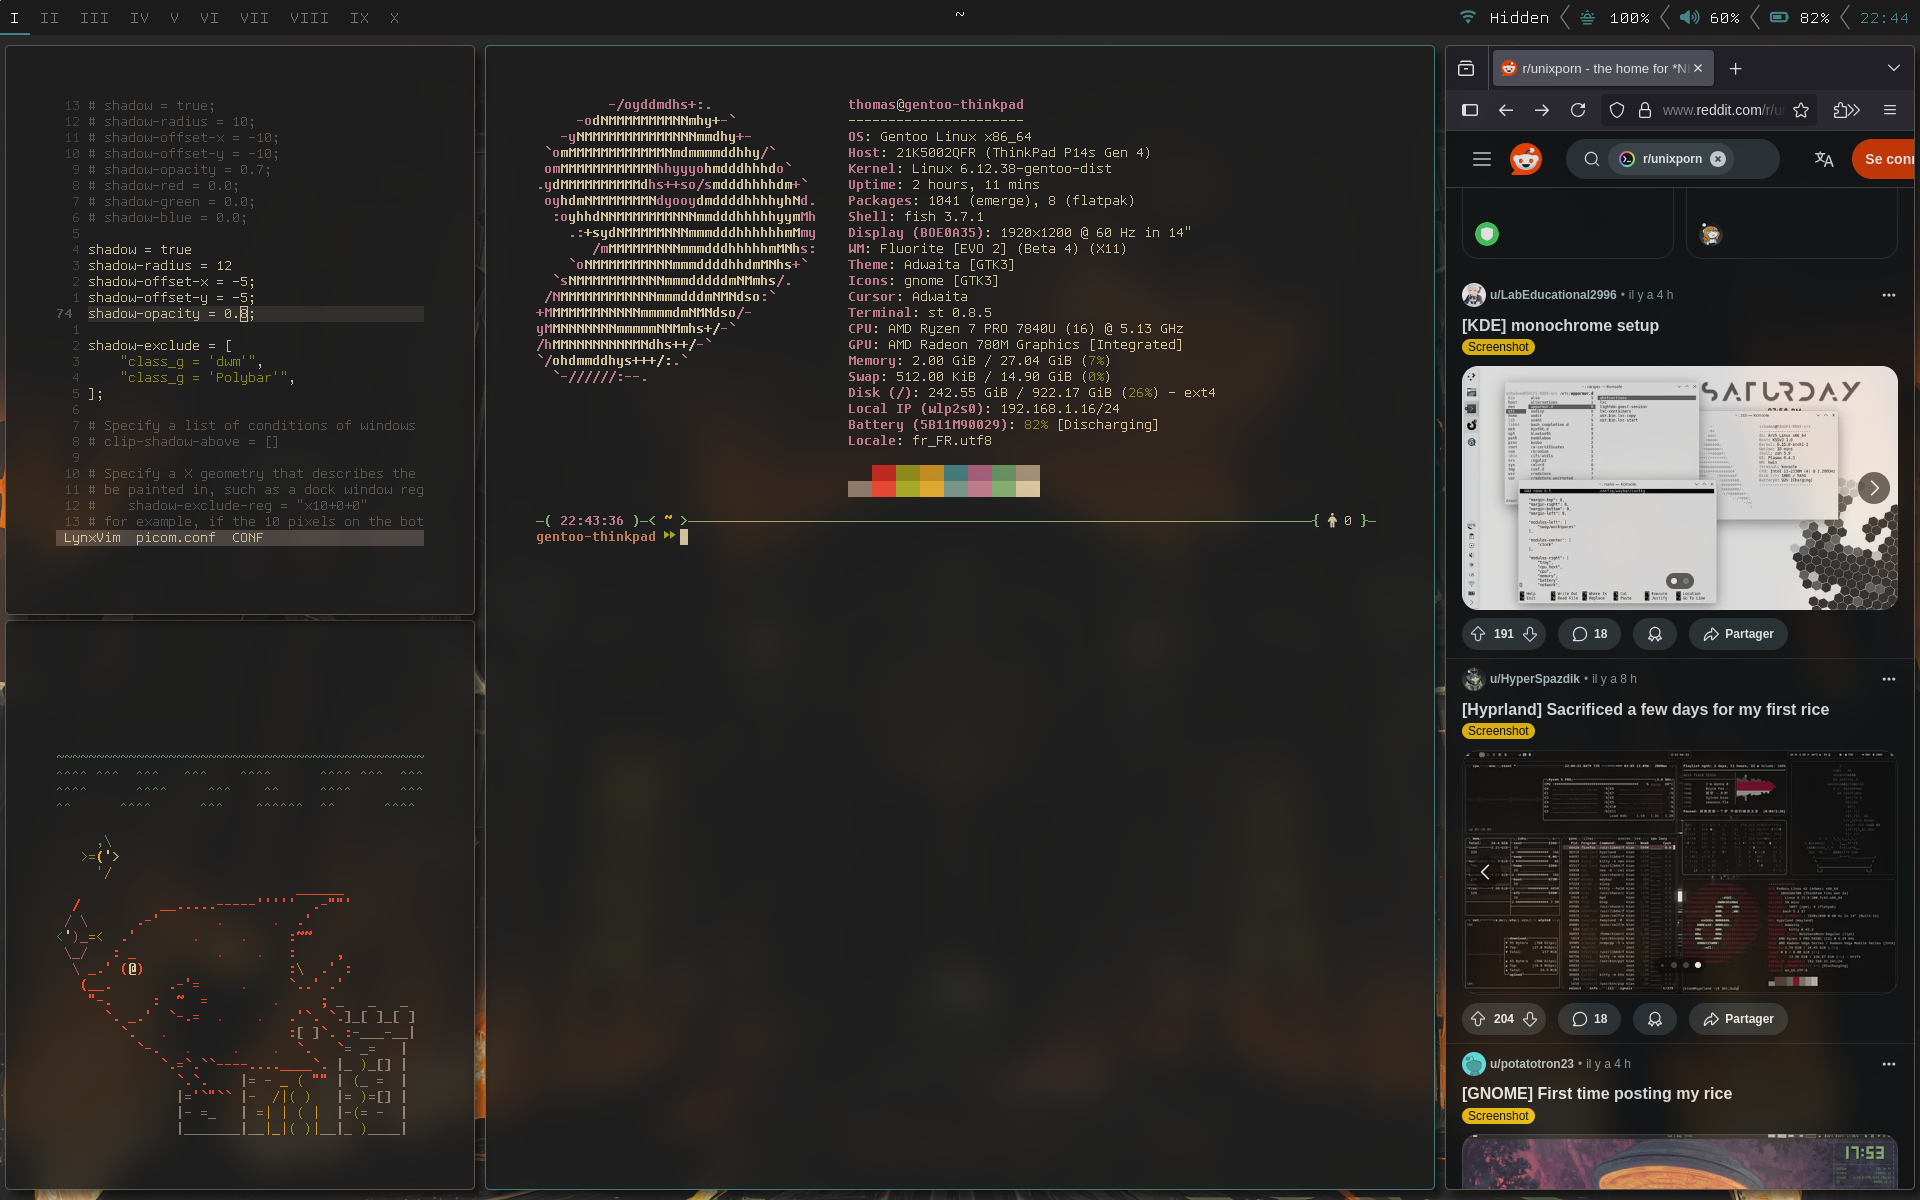 I II III IV V VI VII VIII IX X
~
Hidden 100% 60% 82% 22:44
13 # shadow = true;
12 # shadow-radius = 10;
11 # shadow-offset-x = -10;
10 # shadow-offset-y = -10;
9 # shadow-opacity = 0.7;
8 # shadow-red = 0.0;
7 # shadow-green = 0.0;
6 # shadow-blue = 0.0;
5
4 shadow = true
3 shadow-radius = 12
2 shadow-offset-x = -5;
1 shadow-offset-y = -5;
74 shadow-opacity = 0.8;
1
2 shadow-exclude = [
3 "class_g = 'dwm'",
4 "class_g = 'Polybar'",
5 ];
6
7 # Specify a list of conditions of windows
8 # clip-shadow-above = []
9
10 # Specify a X geometry that describes the
11 # be painted in, such as a dock window reg
12 #    shadow-exclude-reg = "x10+0+0"
13 # for example, if the 10 pixels on the bot
LynxVim picom.conf CONF
thomas@gentoo-thinkpad
----------------------
OS: Gentoo Linux x86_64
Host: 21K5002QFR (ThinkPad P14s Gen 4)
Kernel: Linux 6.12.38-gentoo-dist
Uptime: 2 hours, 11 mins
Packages: 1041 (emerge), 8 (flatpak)
Shell: fish 3.7.1
Display (BOE0A35): 1920x1200 @ 60 Hz in 14"
WM: Fluorite [EVO 2] (Beta 4) (X11)
Theme: Adwaita [GTK3]
Icons: gnome [GTK3]
Cursor: Adwaita
Terminal: st 0.8.5
CPU: AMD Ryzen 7 PRO 7840U (16) @ 5.13 GHz
GPU: AMD Radeon 780M Graphics [Integrated]
Memory: 2.00 GiB / 27.04 GiB (7%)
Swap: 512.00 KiB / 14.90 GiB (0%)
Disk (/): 242.55 GiB / 922.17 GiB (26%) - ext4
Local IP (wlp2s0): 192.168.1.16/24
Battery (5B11M90029): 82% [Discharging]
Locale: fr_FR.utf8
-( 22:43:36 )-< ~ > { 0 }-
gentoo-thinkpad
r/unixporn - the home for *NI
www.reddit.com/r/u
r/unixporn
Se conn
u/LabEducational2996 • il y a 4 h
[KDE] monochrome setup
Screenshot
SATURDAY
191 18 Partager
u/HyperSpazdik • il y a 8 h
[Hyprland] Sacrificed a few days for my first rice
Screenshot
204 18 Partager
u/potatotron23 • il y a 4 h
[GNOME] First time posting my rice
Screenshot
17:53